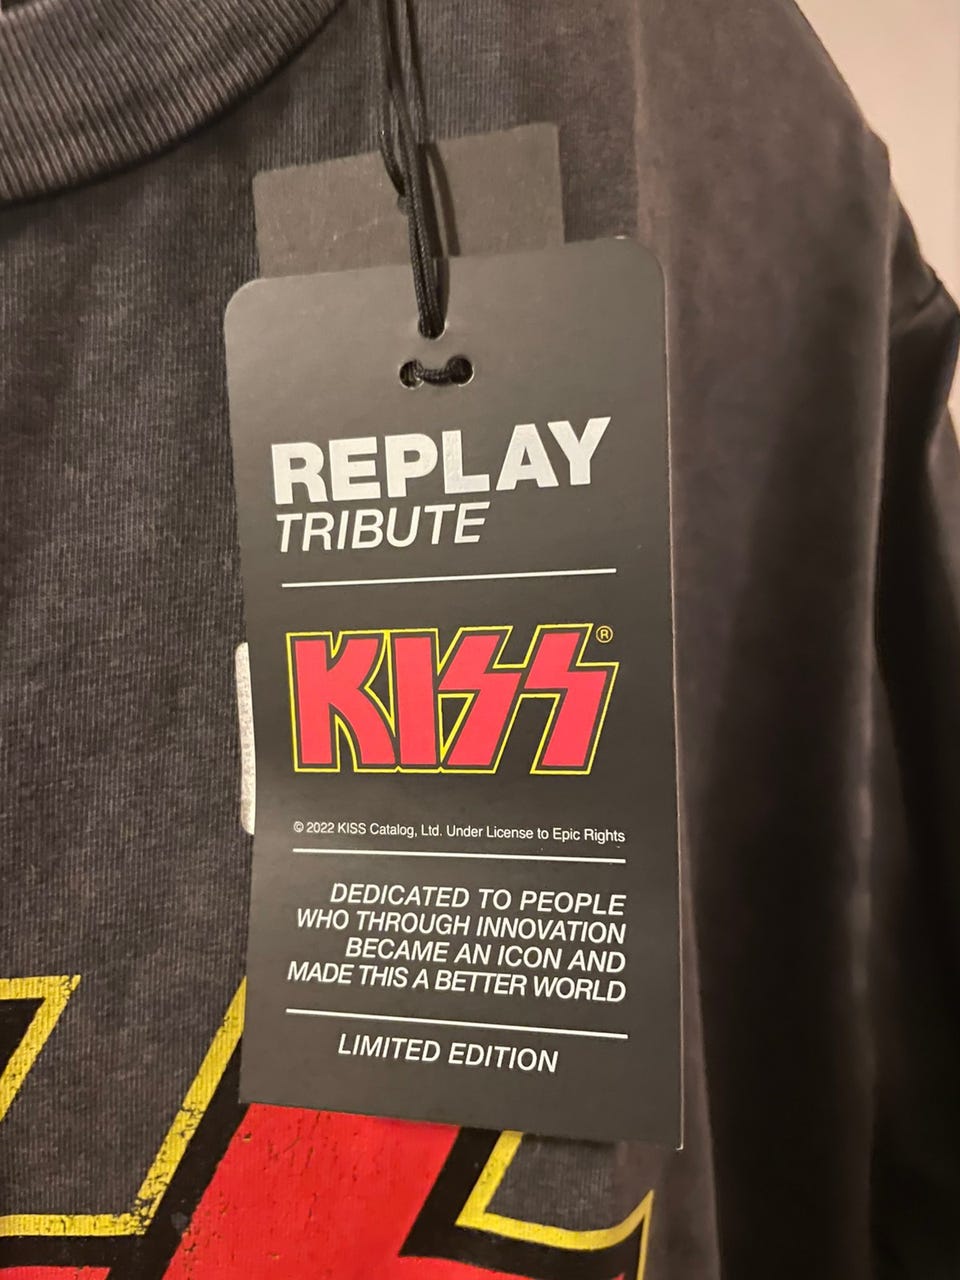 REPLAY
TRIBUTE
KISS®
© 2022 KISS Catalog, Ltd. Under License to Epic Rights
DEDICATED TO PEOPLE
WHO THROUGH INNOVATION
BECAME AN ICON AND
MADE THIS A BETTER WORLD
LIMITED EDITION